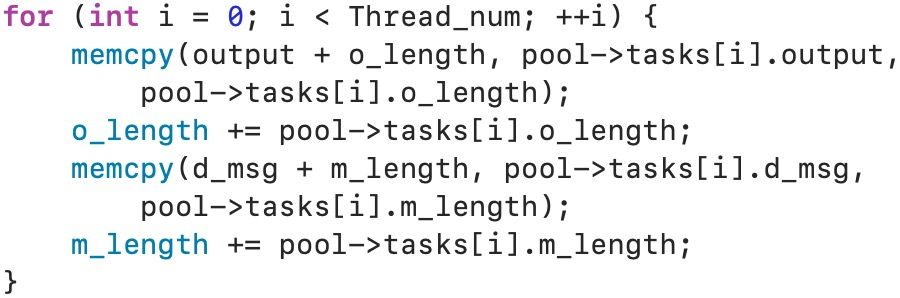 for (int i = 0; i < Thread_num; ++i) {
    memcpy(output + o_length, pool->tasks[i].output,
        pool->tasks[i].o_length);
    o_length += pool->tasks[i].o_length;
    memcpy(d_msg + m_length, pool->tasks[i].d_msg,
        pool->tasks[i].m_length);
    m_length += pool->tasks[i].m_length;
}